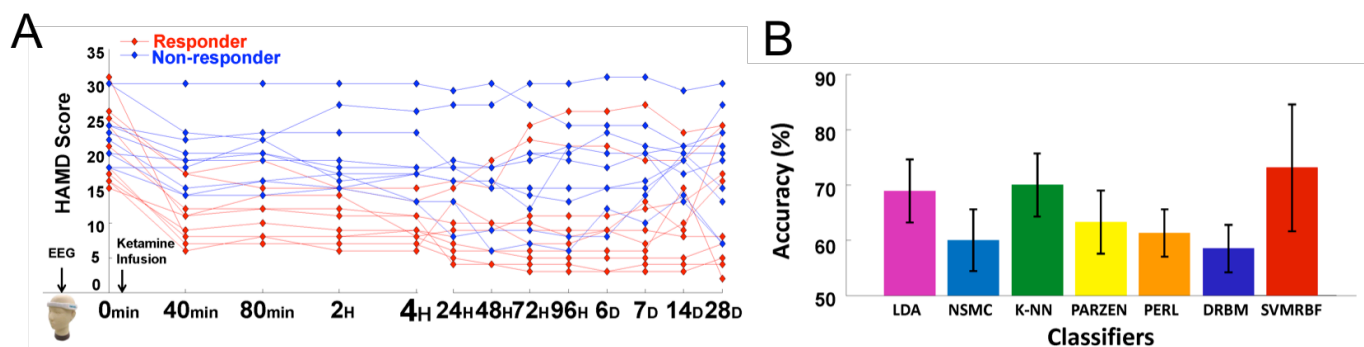 A
Responder
Non-responder
35
30
25
20
15
10
5
0
HAMD Score
EEG
Ketamine
Infusion
0min 40min 80min 2H 4H 24H 48H 72H 96H 6D 7D 14D 28D
B
90
80
70
60
50
Accuracy (%)
LDA NSMC K-NN PARZEN PERL DRBM SVMRBF
Classifiers